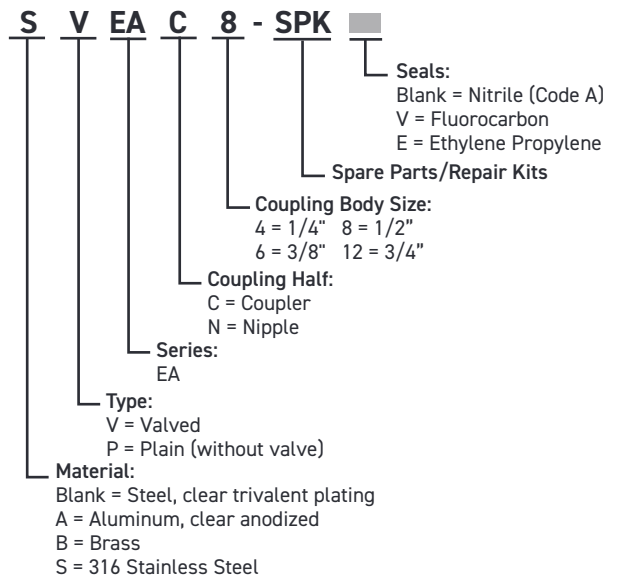 S V EA C 8 - SPK
Seals:
Blank = Nitrile (Code A)
V = Fluorocarbon
E = Ethylene Propylene
Spare Parts/Repair Kits
Coupling Body Size:
4 = 1/4" 8 = 1/2”
6 = 3/8" 12 = 3/4”
Coupling Half:
C = Coupler
N = Nipple
Series:
EA
Type:
V = Valved
P = Plain (without valve)
Material:
Blank = Steel, clear trivalent plating
A = Aluminum, clear anodized
B = Brass
S = 316 Stainless Steel